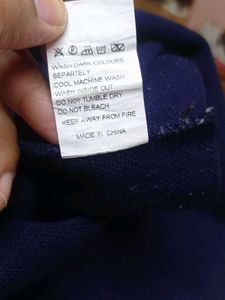 WASH DARK COLOURS
SEPARTELY
COOL MACHINE WASH
WASH INSIDE OUT
DO NOT TUMBLE DRY
DO NOT BLEACH
KEEP AWAY FROM FIRE
MADE IN CHINA